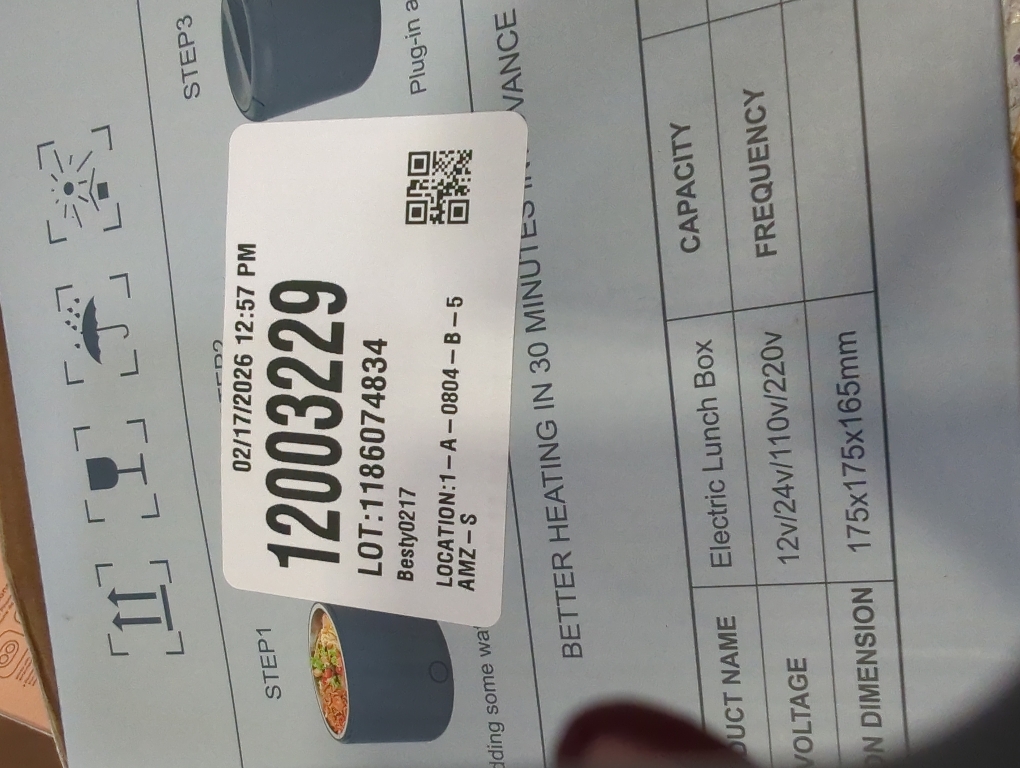 STEP1
STEP3
Plug-in a
dding some wa
02/17/2026 12:57 PM
12003229
LOT:1186074834
Besty0217
LOCATION:1-A-0804-B-5
AMZ-S
BETTER HEATING IN 30 MINUTES IN VANCE
DUCT NAME Electric Lunch Box CAPACITY
VOLTAGE 12v/24v/110v/220v FREQUENCY
ON DIMENSION 175x175x165mm